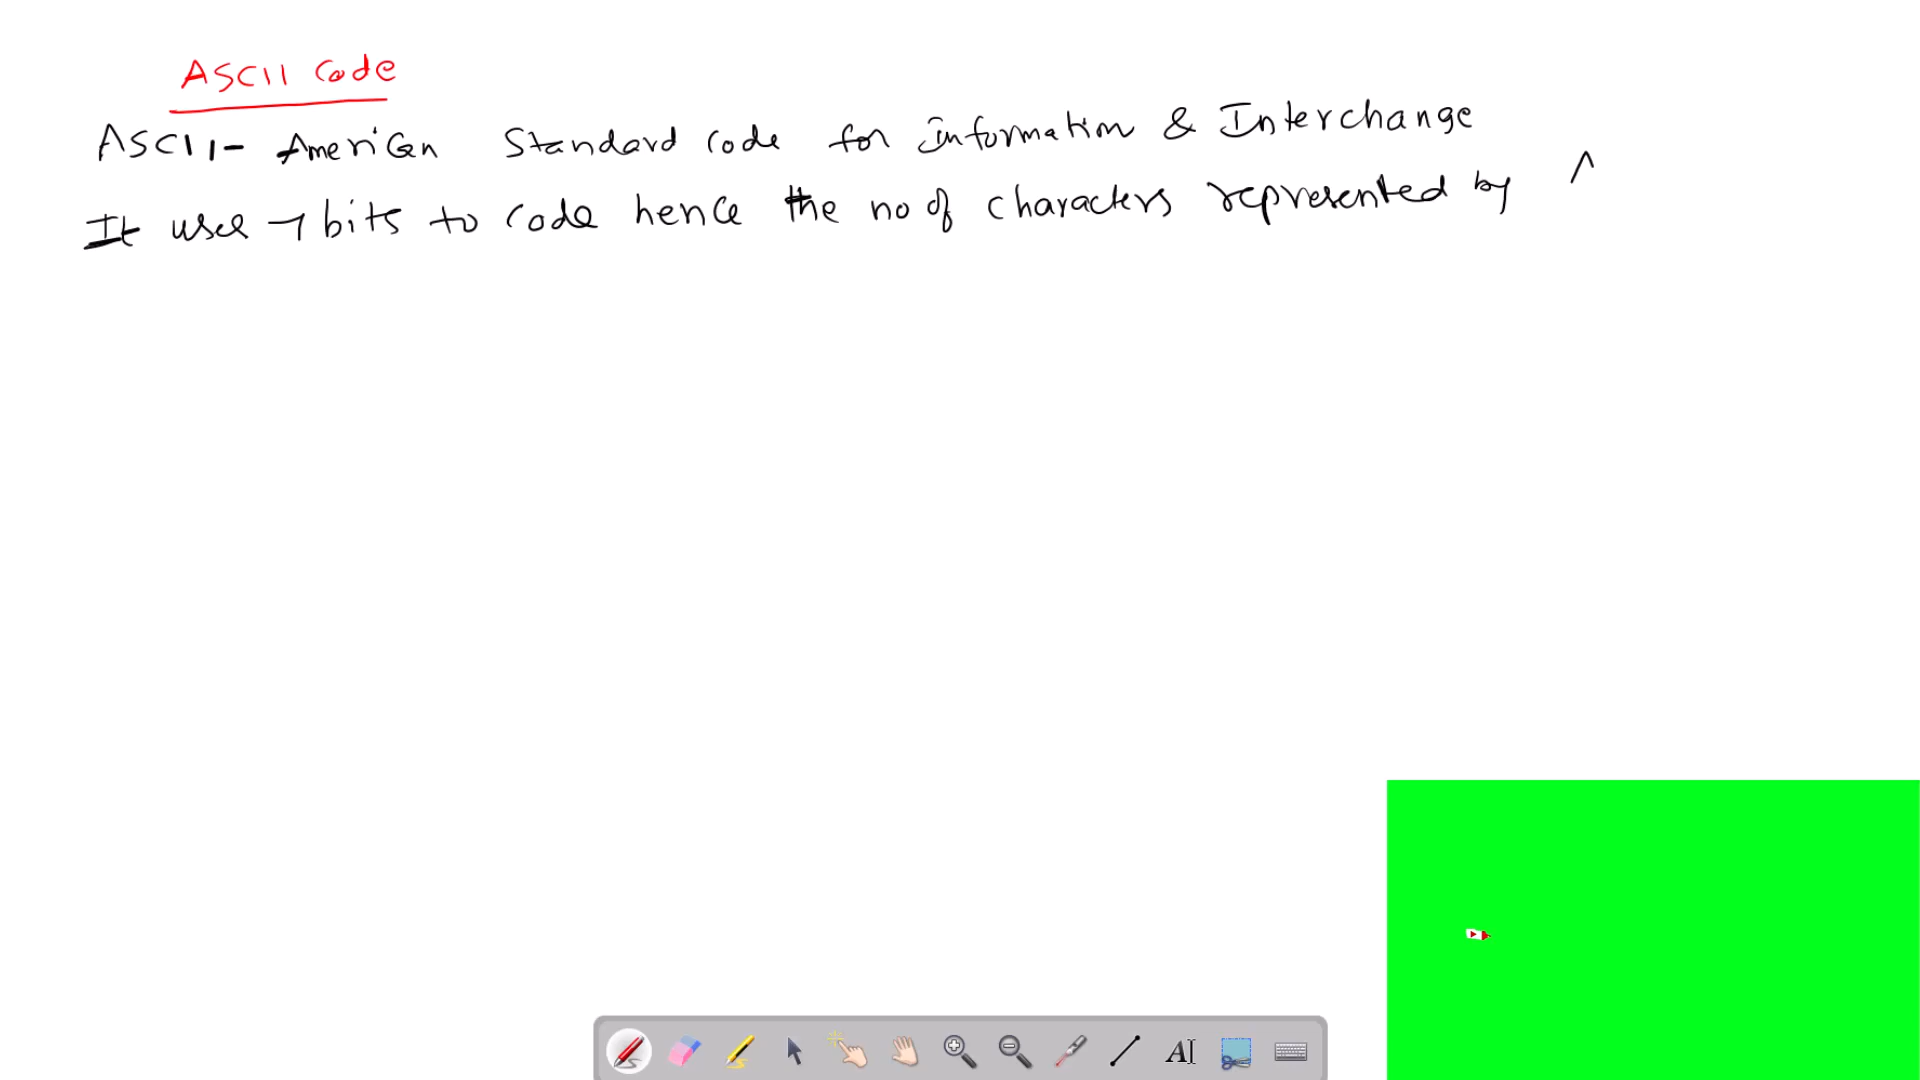 ASCII Code
ASCII - American Standard code for Information & Interchange
It uses 7 bits to code hence the no of characters represented by